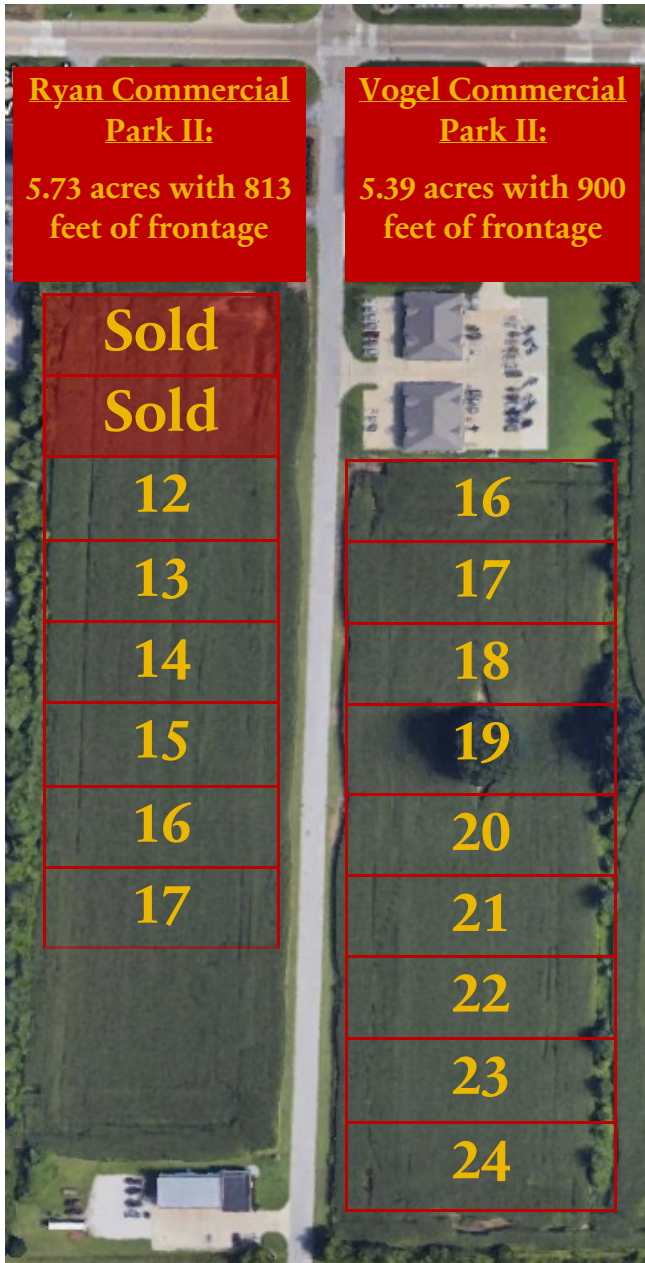 Ryan Commercial
Park II:
5.73 acres with 813
feet of frontage
Vogel Commercial
Park II:
5.39 acres with 900
feet of frontage
Sold
Sold
12
13
14
15
16
17
16
17
18
19
20
21
22
23
24